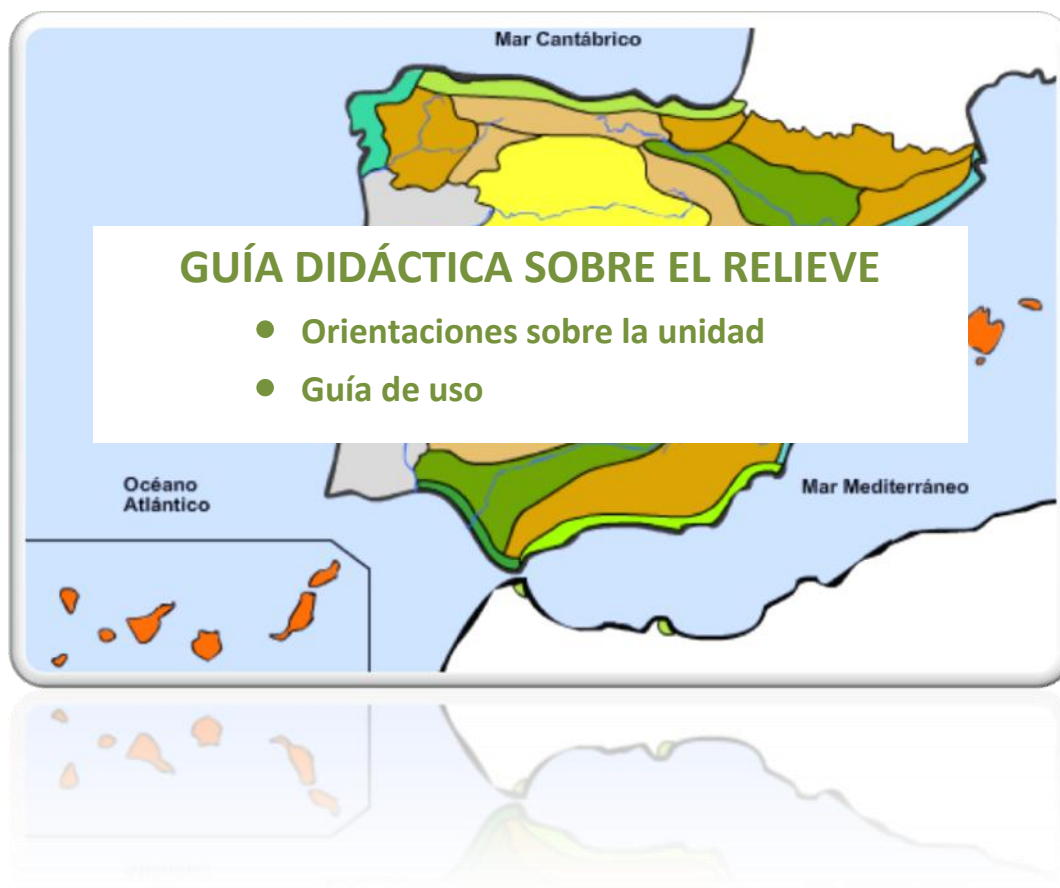 Mar Cantábrico
GUÍA DIDÁCTICA SOBRE EL RELIEVE
• Orientaciones sobre la unidad
• Guía de uso
Océano
Atlántico
Mar Mediterráneo